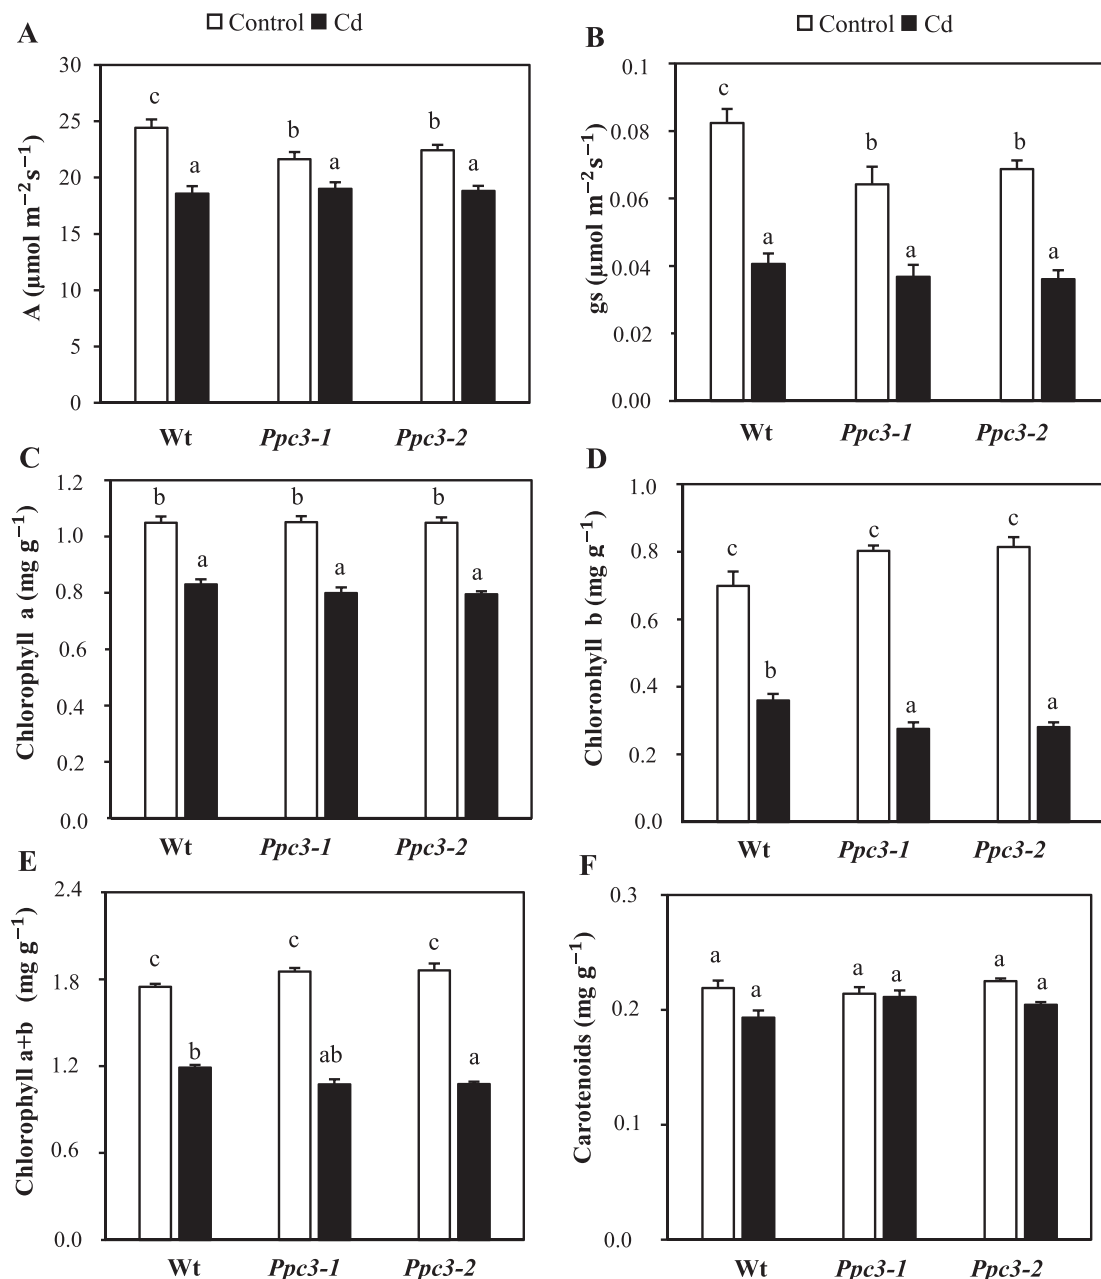 Control Cd
Control Cd
A
30
25
20
15
10
5
0
A (µmol m−2s−1)
c
a
b
a
b
a
Wt
Ppc3-1
Ppc3-2
B
0.1
0.08
0.06
0.04
0.02
0.00
gs (µmol m−2s−1)
c
a
b
a
b
a
Wt
Ppc3-1
Ppc3-2
C
1.2
1.0
0.8
0.6
0.4
0.2
0.0
Chlorophyll a (mg g−1)
b
a
b
a
b
a
Wt
Ppc3-1
Ppc3-2
D
1.0
0.8
0.6
0.4
0.2
0.0
Chlorophyll b (mg g−1)
c
b
c
a
c
a
Wt
Ppc3-1
Ppc3-2
E
2.4
1.8
1.2
0.6
0.0
Chlorophyll a+b (mg g−1)
c
b
c
ab
c
a
Wt
Ppc3-1
Ppc3-2
F
0.3
0.2
0.1
0.0
Carotenoids (mg g−1)
a
a
a
a
a
a
Wt
Ppc3-1
Ppc3-2